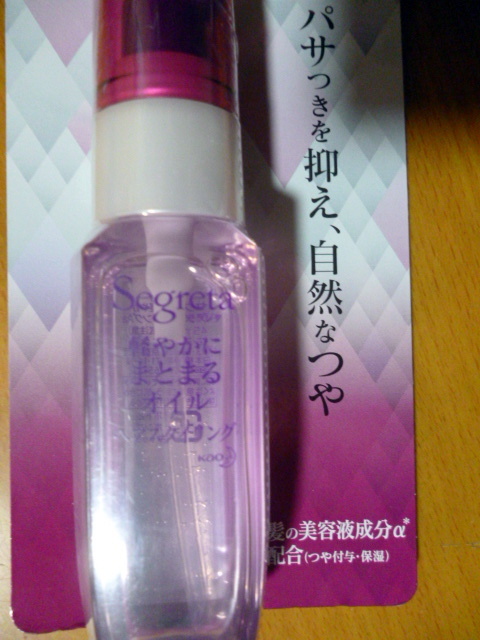 パサつきを抑え、自然なつや
Segreta
軽やかに
まとまる
オイル
Kao
髪の美容液成分α*
配合(つや付与・保湿)